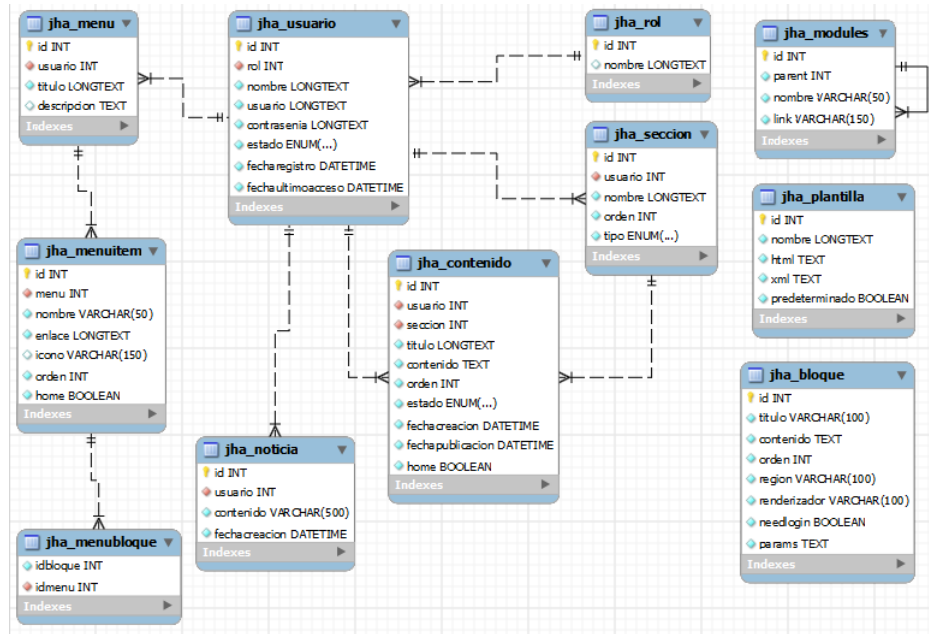 jha_menu
id INT
usuario INT
titulo LONGTEXT
descripcion TEXT
Indexes
jha_usuario
id INT
rol INT
nombre LONGTEXT
usuario LONGTEXT
contrasenia LONGTEXT
estado ENUM(...)
fecharegistro DATETIME
fechaultimoacceso DATETIME
Indexes
jha_rol
id INT
nombre LONGTEXT
Indexes
jha_modules
id INT
parent INT
nombre VARCHAR(50)
link VARCHAR(150)
Indexes
jha_seccion
id INT
usuario INT
nombre LONGTEXT
orden INT
tipo ENUM(...)
Indexes
jha_plantilla
id INT
nombre LONGTEXT
html TEXT
xml TEXT
predeterminado BOOLEAN
Indexes
jha_menuitem
id INT
menu INT
nombre VARCHAR(50)
enlace LONGTEXT
icono VARCHAR(150)
orden INT
home BOOLEAN
Indexes
jha_contenido
id INT
usuario INT
seccion INT
titulo LONGTEXT
contenido TEXT
orden INT
estado ENUM(...)
fechacreacion DATETIME
fechapublicacion DATETIME
home BOOLEAN
Indexes
jha_bloque
id INT
titulo VARCHAR(100)
contenido TEXT
orden INT
region VARCHAR(100)
renderizador VARCHAR(100)
needlogin BOOLEAN
params TEXT
Indexes
jha_noticia
id INT
usuario INT
contenido VARCHAR(500)
fechacreacion DATETIME
Indexes
jha_menubloque
idbloque INT
idmenu INT
Indexes